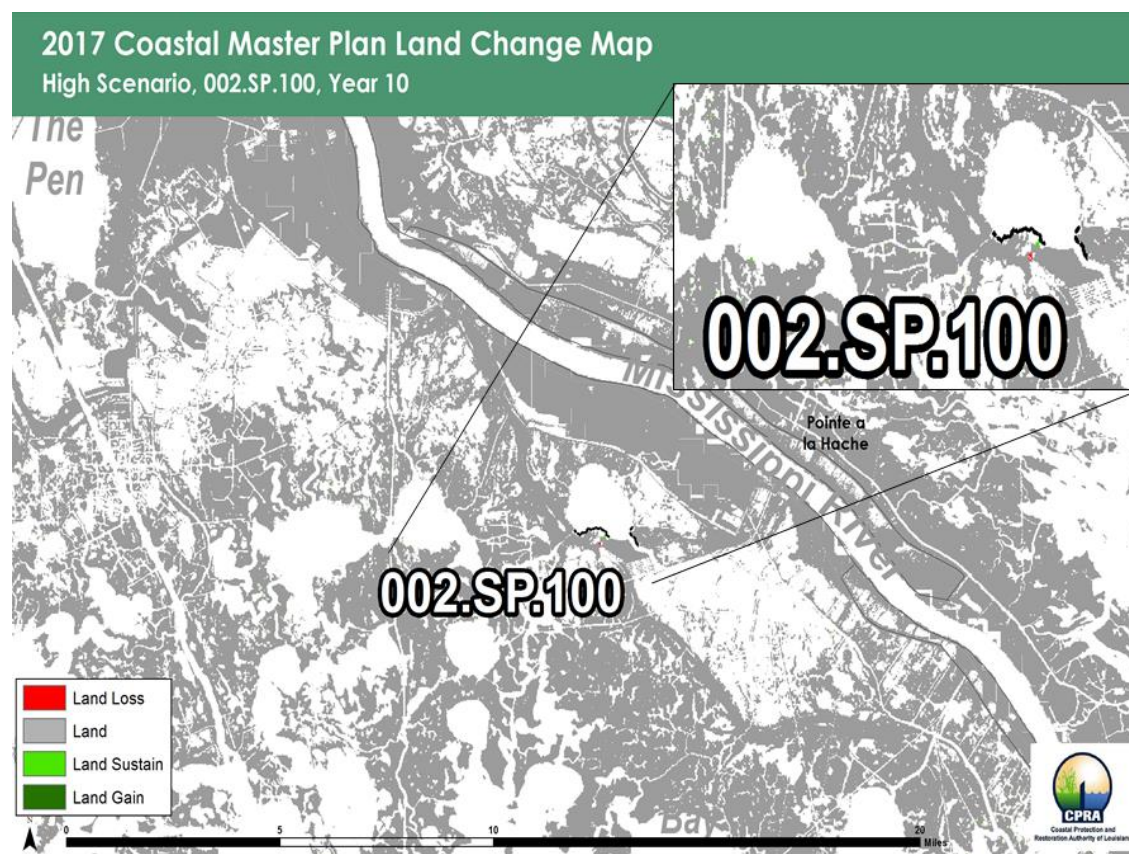 2017 Coastal Master Plan Land Change Map
High Scenario, 002.SP.100, Year 10
The
Pen
002.SP.100
Mississippi River
Pointe a
la Hache
002.SP.100
Land Loss
Land
Land Sustain
Land Gain
N
Bay
0 5 10 20
Miles
CPRA
Coastal Protection and
Restoration Authority of Louisiana